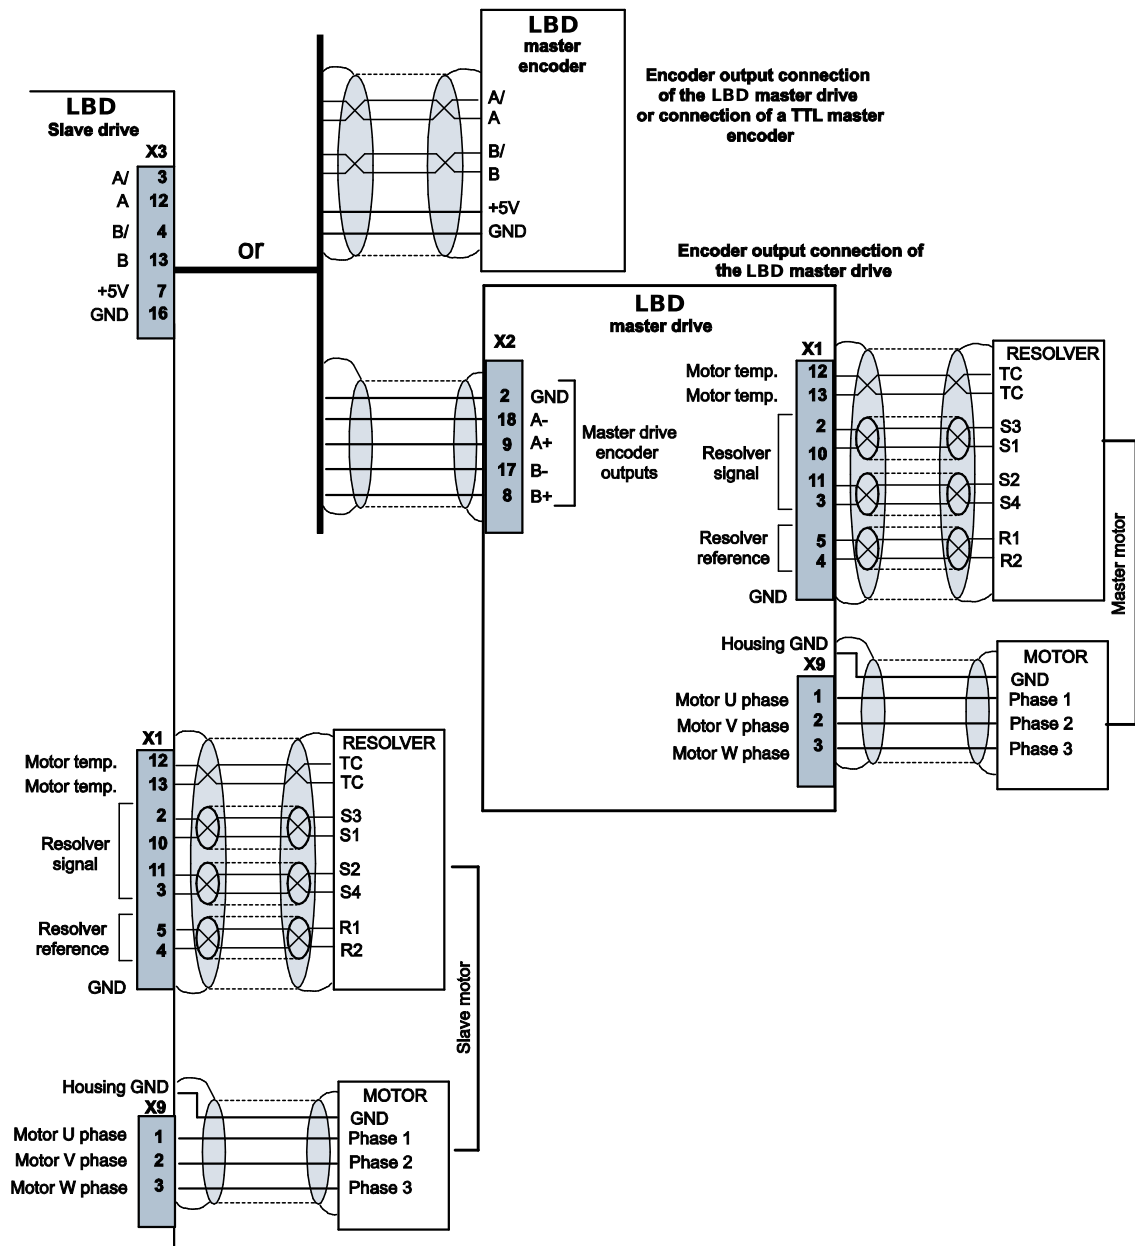 LBD
master
encoder
A/
A
B/
B
+5V
GND
Encoder output connection
of the LBD master drive
or connection of a TTL master
encoder
LBD
Slave drive
X3
A/ 3
A 12
B/ 4
B 13
+5V 7
GND 16
or
Encoder output connection of
the LBD master drive
LBD
master drive
X2
2 GND
18 A-
9 A+
17 B-
8 B+
Master drive
encoder
outputs
X1
Motor temp. 12
Motor temp. 13
Resolver
signal
2
10
11
3
Resolver
reference
5
4
GND
RESOLVER
TC
TC
S3
S1
S2
S4
R1
R2
Master motor
Housing GND
X9
Motor U phase 1
Motor V phase 2
Motor W phase 3
MOTOR
GND
Phase 1
Phase 2
Phase 3
X1
Motor temp. 12
Motor temp. 13
Resolver
signal
2
10
11
3
Resolver
reference
5
4
GND
RESOLVER
TC
TC
S3
S1
S2
S4
R1
R2
Slave motor
Housing GND
X9
Motor U phase 1
Motor V phase 2
Motor W phase 3
MOTOR
GND
Phase 1
Phase 2
Phase 3